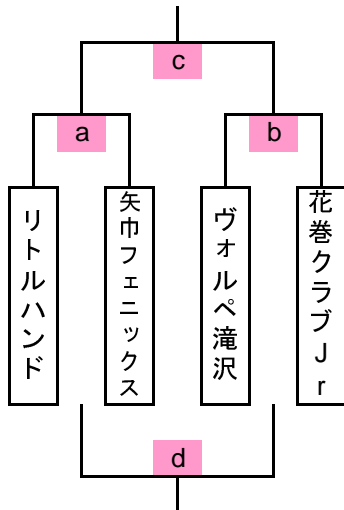 c
a
b
リトルハンド
矢巾フェニックス
ヴォルペ滝沢
花巻クラブJr
d